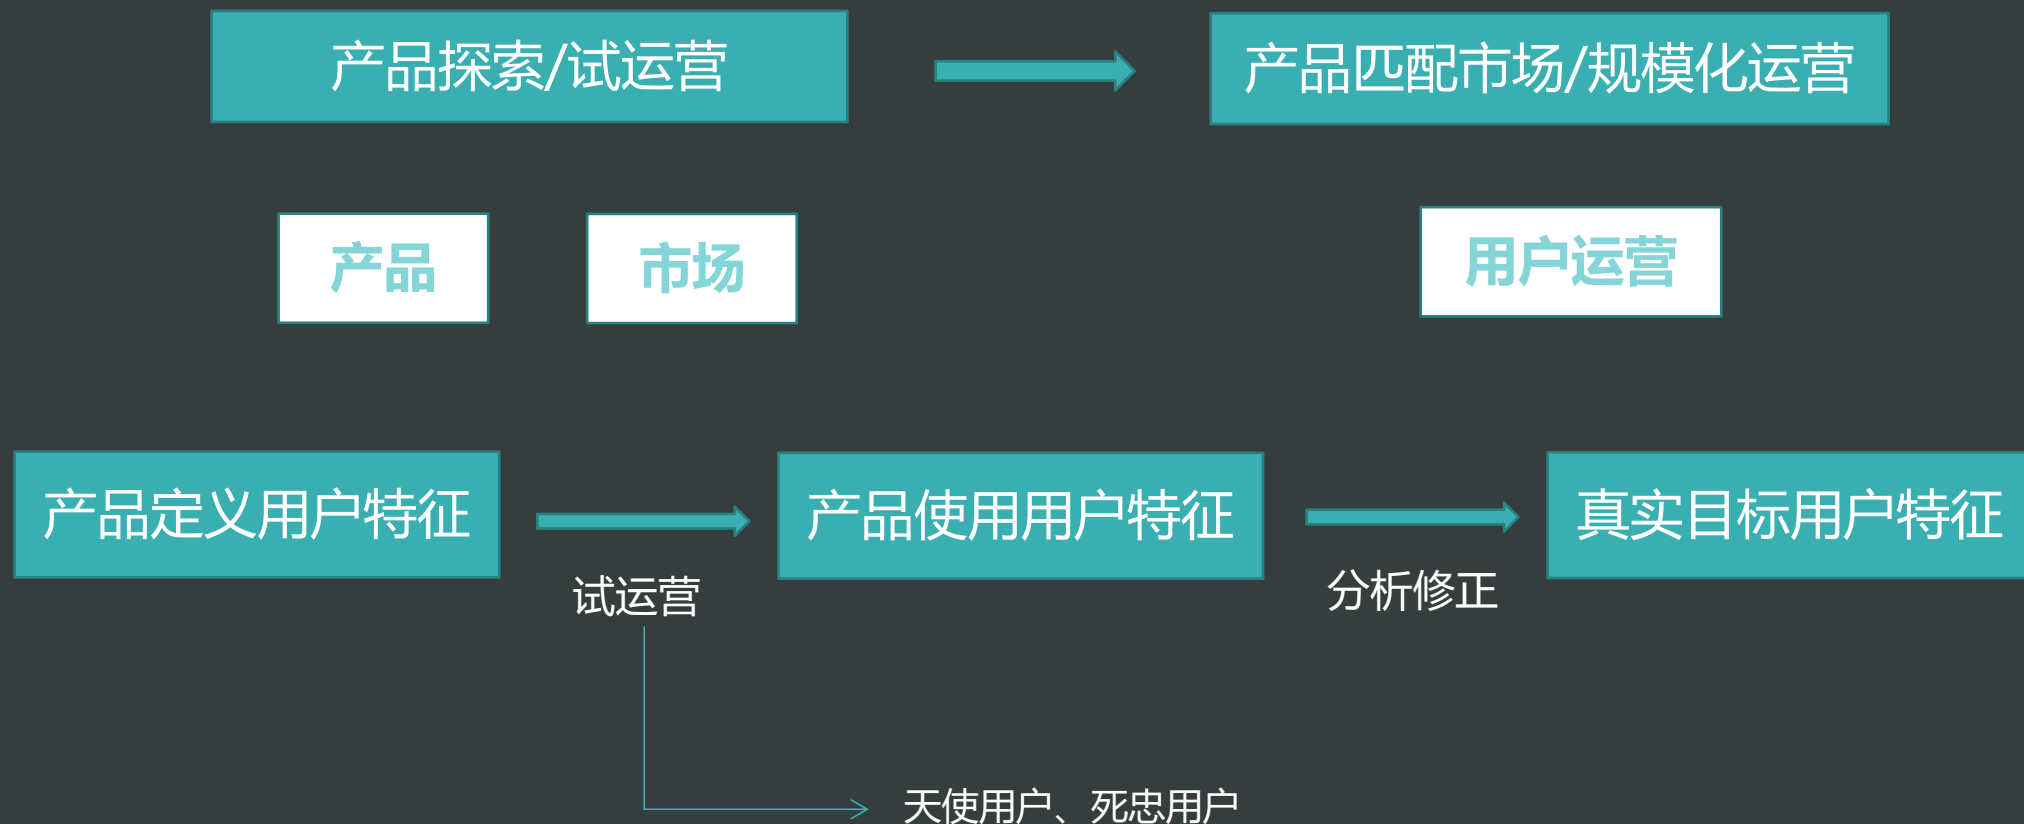 产品探索/试运营
产品匹配市场/规模化运营
产品
市场
用户运营
产品定义用户特征
产品使用用户特征
真实目标用户特征
试运营
分析修正
天使用户、死忠用户